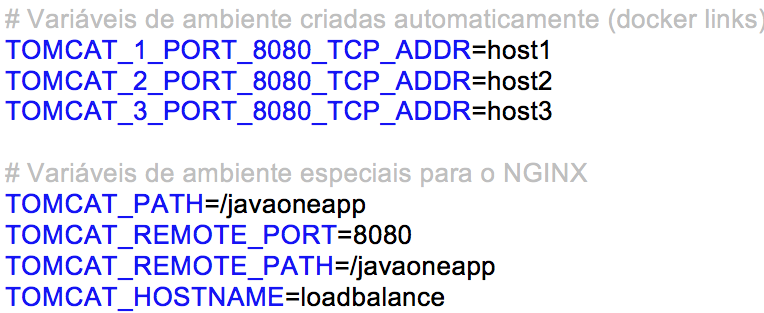 # Variáveis de ambiente criadas automaticamente (docker links)
TOMCAT_1_PORT_8080_TCP_ADDR=host1
TOMCAT_2_PORT_8080_TCP_ADDR=host2
TOMCAT_3_PORT_8080_TCP_ADDR=host3
# Variáveis de ambiente especiais para o NGINX
TOMCAT_PATH=/javaoneapp
TOMCAT_REMOTE_PORT=8080
TOMCAT_REMOTE_PATH=/javaoneapp
TOMCAT_HOSTNAME=loadbalance